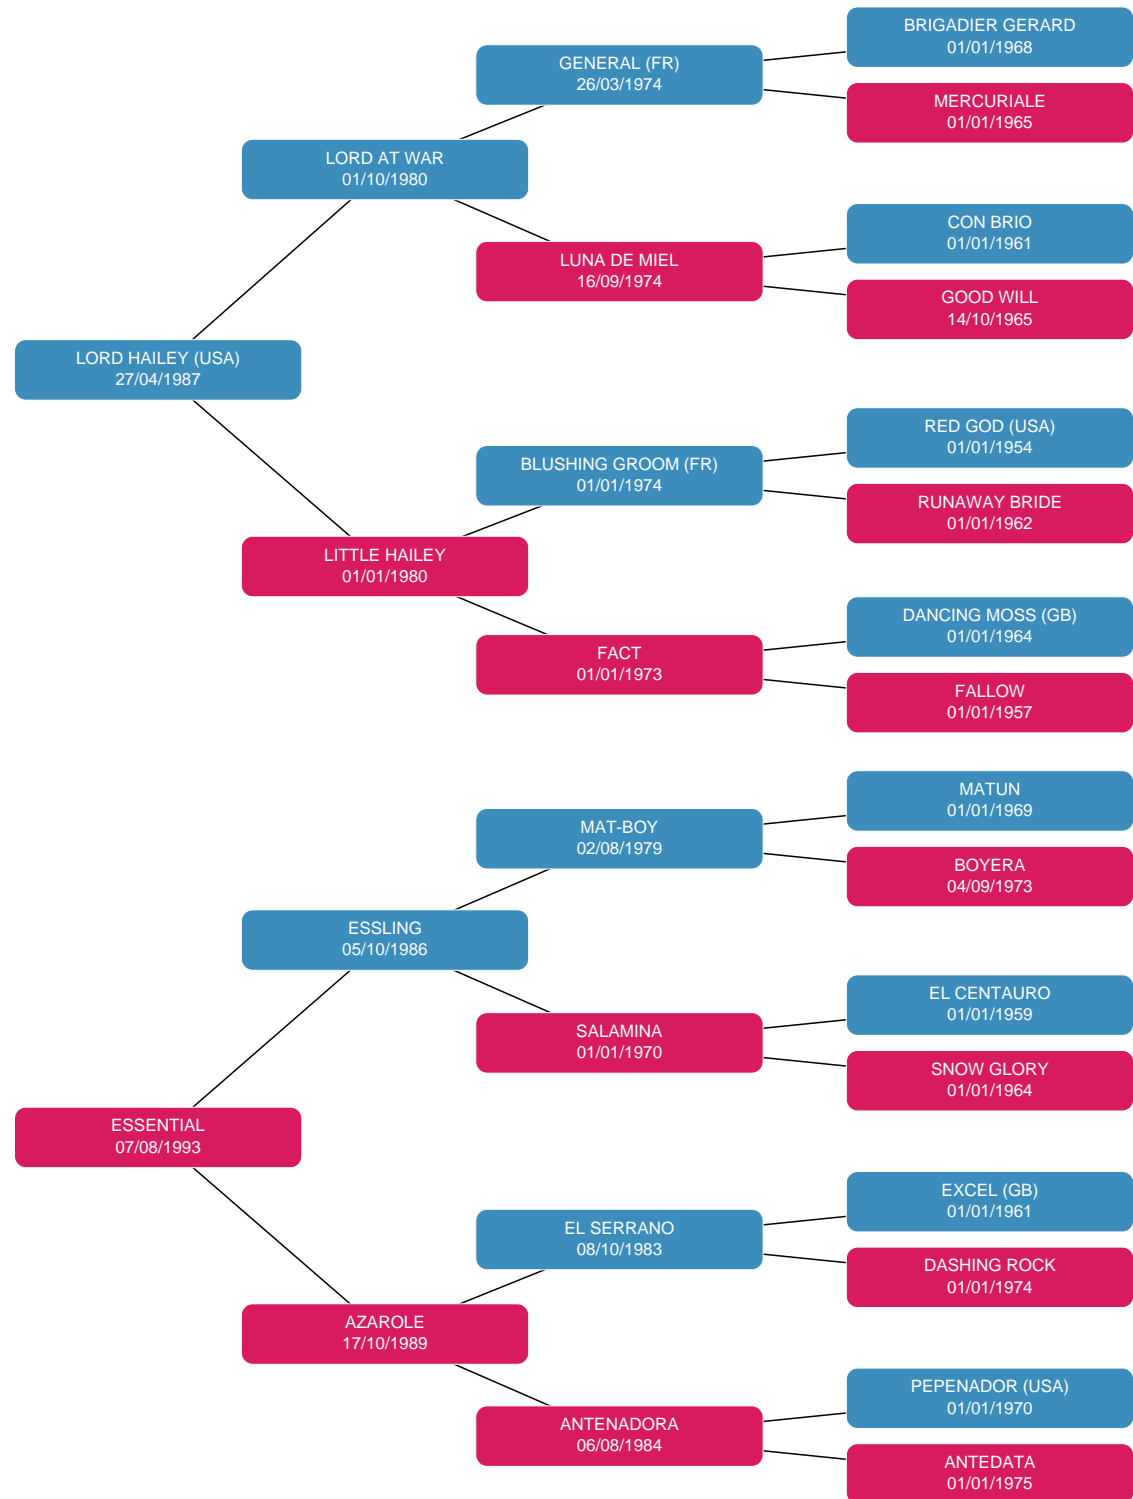 BRIGADIER GERARD
01/01/1968
GENERAL (FR)
26/03/1974
MERCURIALE
01/01/1965
LORD AT WAR
01/10/1980
CON BRIO
01/01/1961
LUNA DE MIEL
16/09/1974
GOOD WILL
14/10/1965
LORD HAILEY (USA)
27/04/1987
RED GOD (USA)
01/01/1954
BLUSHING GROOM (FR)
01/01/1974
RUNAWAY BRIDE
01/01/1962
LITTLE HAILEY
01/01/1980
DANCING MOSS (GB)
01/01/1964
FACT
01/01/1973
FALLOW
01/01/1957
MATUN
01/01/1969
MAT-BOY
02/08/1979
BOYERA
04/09/1973
ESSLING
05/10/1986
EL CENTAURO
01/01/1959
SALAMINA
01/01/1970
SNOW GLORY
01/01/1964
ESSENTIAL
07/08/1993
EXCEL (GB)
01/01/1961
EL SERRANO
08/10/1983
DASHING ROCK
01/01/1974
AZAROLE
17/10/1989
PEPENADOR (USA)
01/01/1970
ANTENADORA
06/08/1984
ANTEDATA
01/01/1975